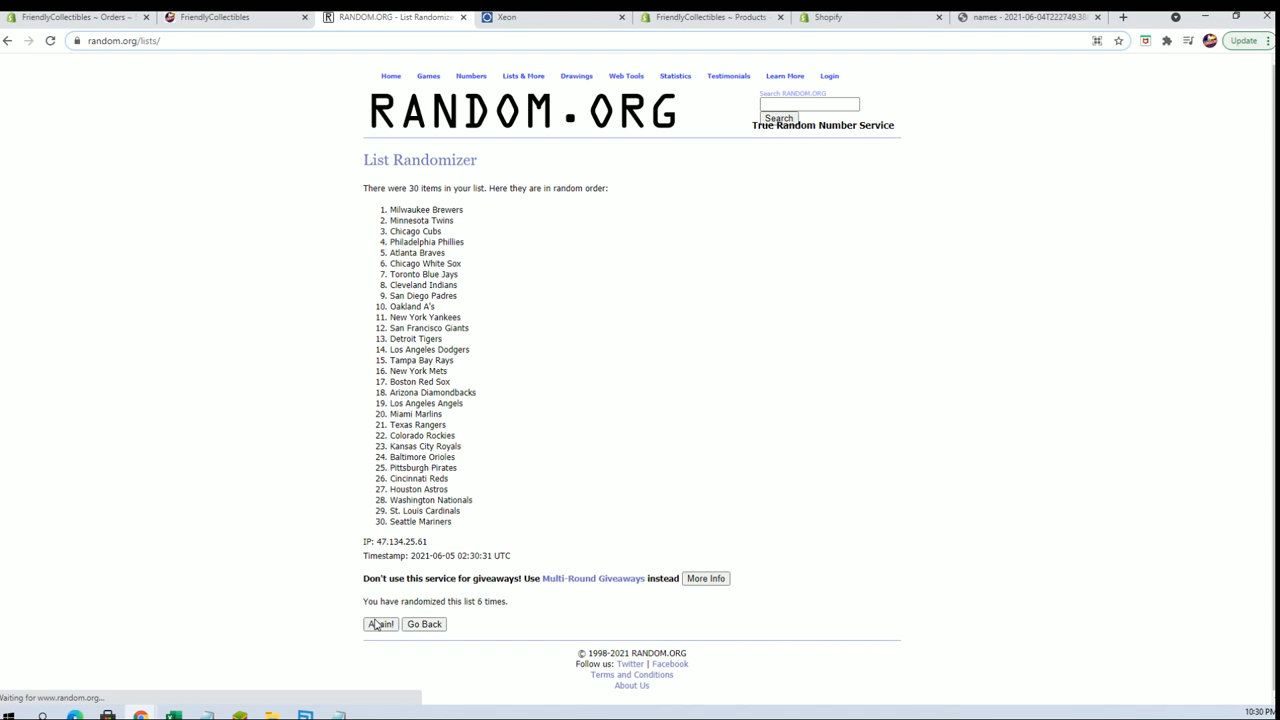 FriendlyCollectibles ~ Orders ~
FriendlyCollectibles
RANDOM.ORG - List Randomizer
Xeon
FriendlyCollectibles ~ Products
Shopify
names - 2021-06-04T222749.38
random.org/lists/
Update
Home Games Numbers Lists & More Drawings Web Tools Statistics Testimonials Learn More Login
Search RANDOM.ORG
RANDOM.ORG
Search
True Random Number Service
List Randomizer
There were 30 items in your list. Here they are in random order:
1. Milwaukee Brewers
2. Minnesota Twins
3. Chicago Cubs
4. Philadelphia Phillies
5. Atlanta Braves
6. Chicago White Sox
7. Toronto Blue Jays
8. Cleveland Indians
9. San Diego Padres
10. Oakland A's
11. New York Yankees
12. San Francisco Giants
13. Detroit Tigers
14. Los Angeles Dodgers
15. Tampa Bay Rays
16. New York Mets
17. Boston Red Sox
18. Arizona Diamondbacks
19. Los Angeles Angels
20. Miami Marlins
21. Texas Rangers
22. Colorado Rockies
23. Kansas City Royals
24. Baltimore Orioles
25. Pittsburgh Pirates
26. Cincinnati Reds
27. Houston Astros
28. Washington Nationals
29. St. Louis Cardinals
30. Seattle Mariners
IP: 47.134.25.61
Timestamp: 2021-06-05 02:30:31 UTC
Don't use this service for giveaways! Use Multi-Round Giveaways instead More Info
You have randomized this list 6 times.
Again! Go Back
© 1998-2021 RANDOM.ORG
Follow us: Twitter | Facebook
Terms and Conditions
About Us
Waiting for www.random.org...
10:30 PM